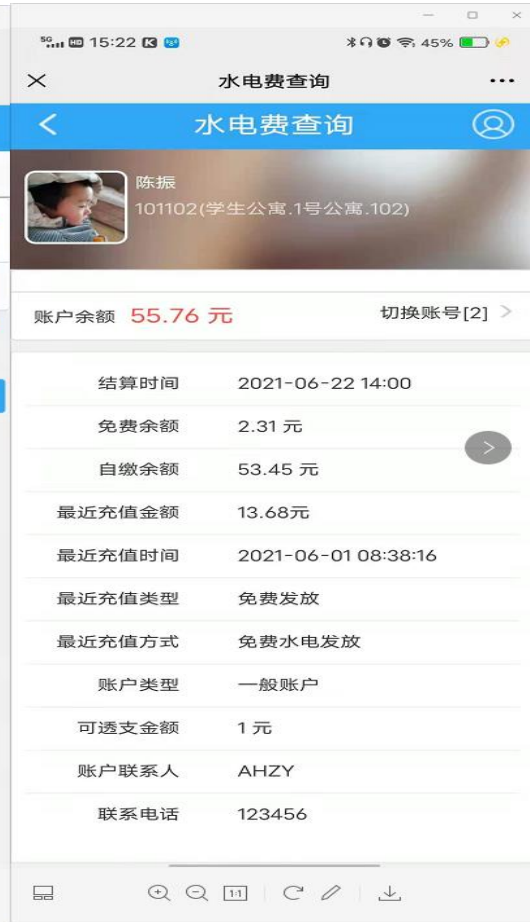 5G HD 15:22 45%
水电费查询
水电费查询
陈振
101102(学生公寓.1号公寓.102)
账户余额 55.76 元 切换账号[2]
结算时间 2021-06-22 14:00
免费余额 2.31 元
自缴余额 53.45 元
最近充值金额 13.68元
最近充值时间 2021-06-01 08:38:16
最近充值类型 免费发放
最近充值方式 免费水电发放
账户类型 一般账户
可透支金额 1 元
账户联系人 AHZY
联系电话 123456
1:1